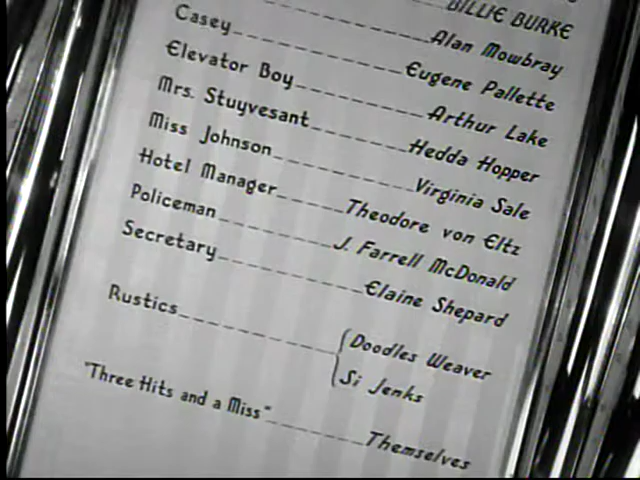 BILLIE BURKE
Alan Mowbray
Casey Eugene Pallette
Elevator Boy Arthur Lake
Mrs. Stuyvesant Hedda Hopper
Miss Johnson Virginia Sale
Hotel Manager Theodore von Eltz
Policeman J. Farrell McDonald
Secretary Elaine Shepard
Rustics Doodles Weaver
Si Jenks
"Three Hits and a Miss" Themselves